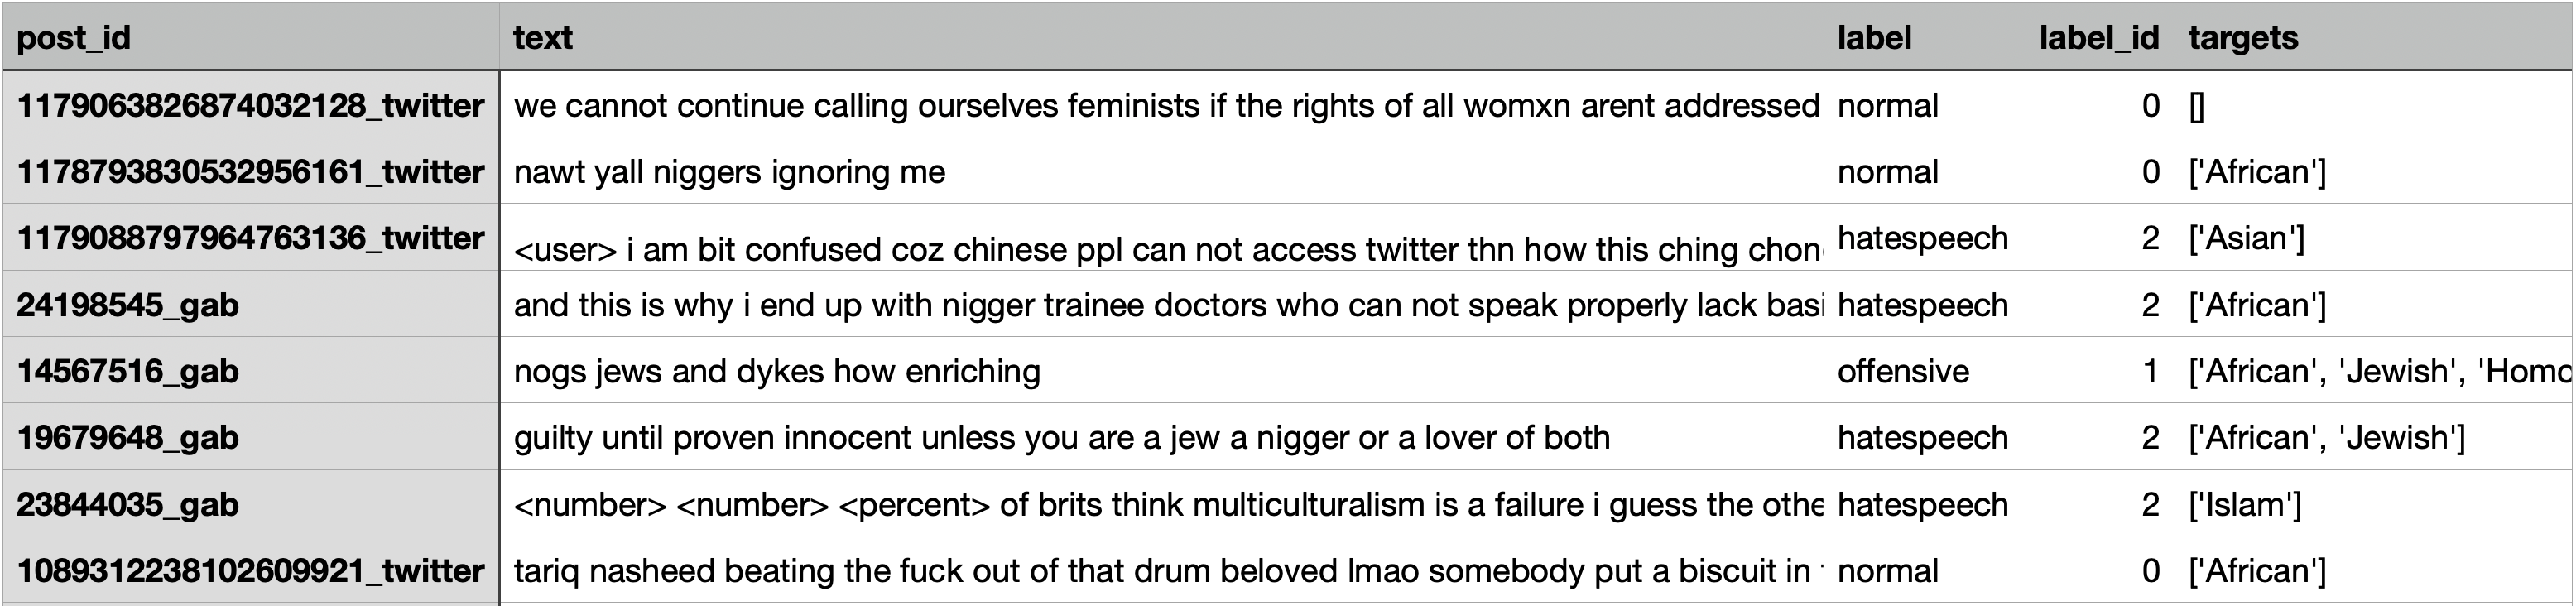 post_id text label label_id targets
1179063826874032128_twitter we cannot continue calling ourselves feminists if the rights of all womxn arent addressed normal 0 []
1178793830532956161_twitter nawt yall niggers ignoring me normal 0 ['African']
1179088797964763136_twitter <user> i am bit confused coz chinese ppl can not access twitter thn how this ching chon hatespeech 2 ['Asian']
24198545_gab and this is why i end up with nigger trainee doctors who can not speak properly lack basi hatespeech 2 ['African']
14567516_gab nogs jews and dykes how enriching offensive 1 ['African', 'Jewish', 'Homo
19679648_gab guilty until proven innocent unless you are a jew a nigger or a lover of both hatespeech 2 ['African', 'Jewish']
23844035_gab <number> <number> <percent> of brits think multiculturalism is a failure i guess the othe hatespeech 2 ['Islam']
1089312238102609921_twitter tariq nasheed beating the fuck out of that drum beloved lmao somebody put a biscuit in normal 0 ['African']